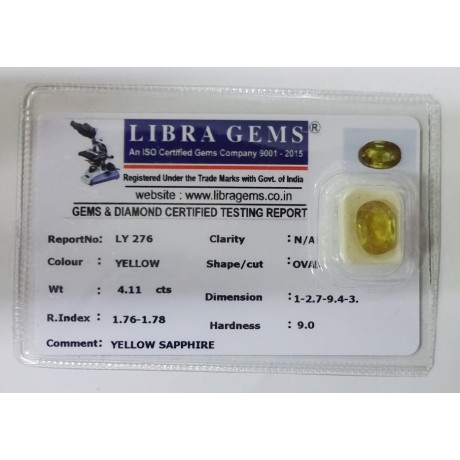 LIBRA GEMS®
An ISO Certified Gems Company 9001 - 2015
Registered Under the Trade Marks with Govt. of India
website : www.libragems.co.in
GEMS & DIAMOND CERTIFIED TESTING REPORT
ReportNo: LY 276 Clarity : N/A
Colour : YELLOW Shape/cut : OVAL
Wt : 4.11 cts Dimension : 1-2.7-9.4-3.
R.Index : 1.76-1.78 Hardness : 9.0
Comment: YELLOW SAPPHIRE